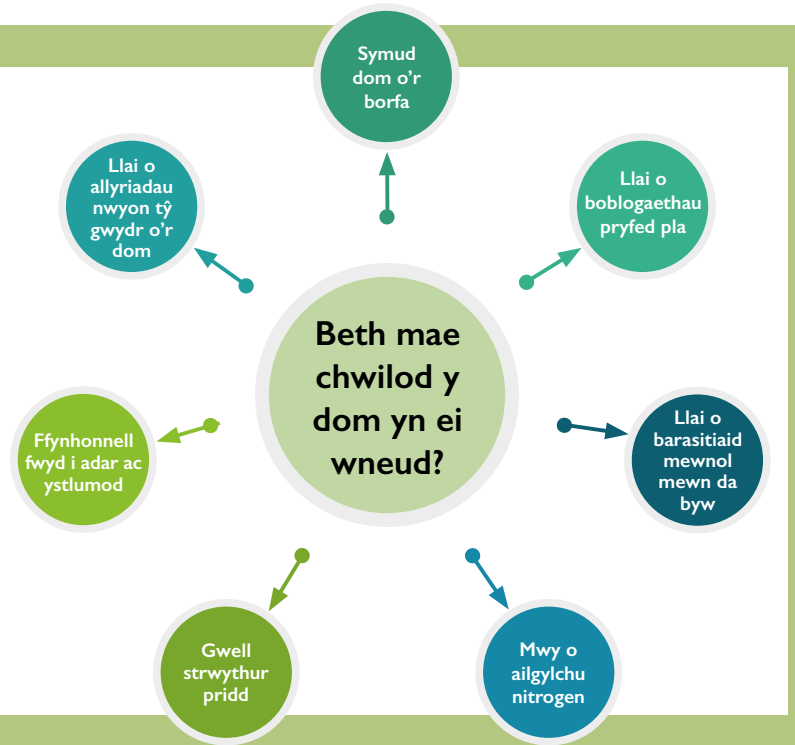 Symud
dom o'r
borfa
Llai o
allyriadau
nwyon tŷ
gwydr o'r
dom
Llai o
boblogaethau
pryfed pla
Beth mae
chwilod y
dom yn ei
wneud?
Ffynhonnell
fwyd i adar ac
ystlumod
Llai o
barasitiaid
mewnol
mewn da
byw
Gwell
strwythur
pridd
Mwy o
ailgylchu
nitrogen